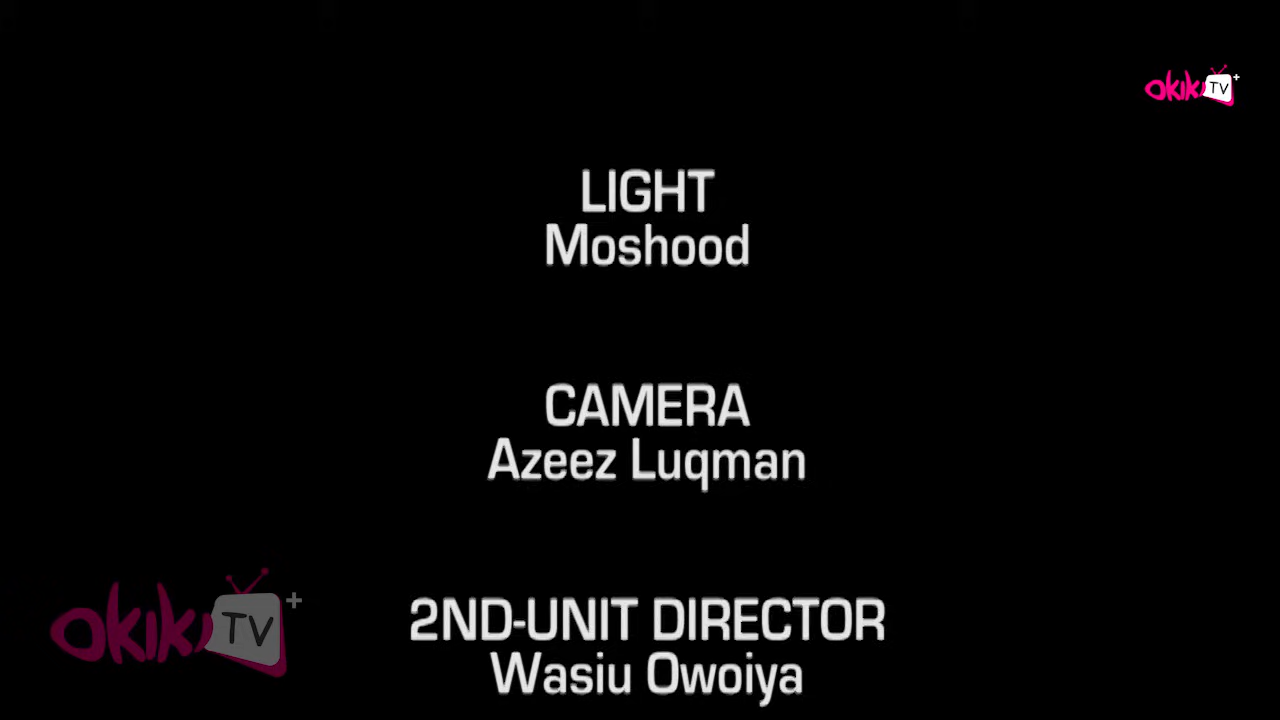 okiki TV+
LIGHT
Moshood
CAMERA
Azeez Luqman
2ND-UNIT DIRECTOR
Wasiu Owoiya
okiki TV+